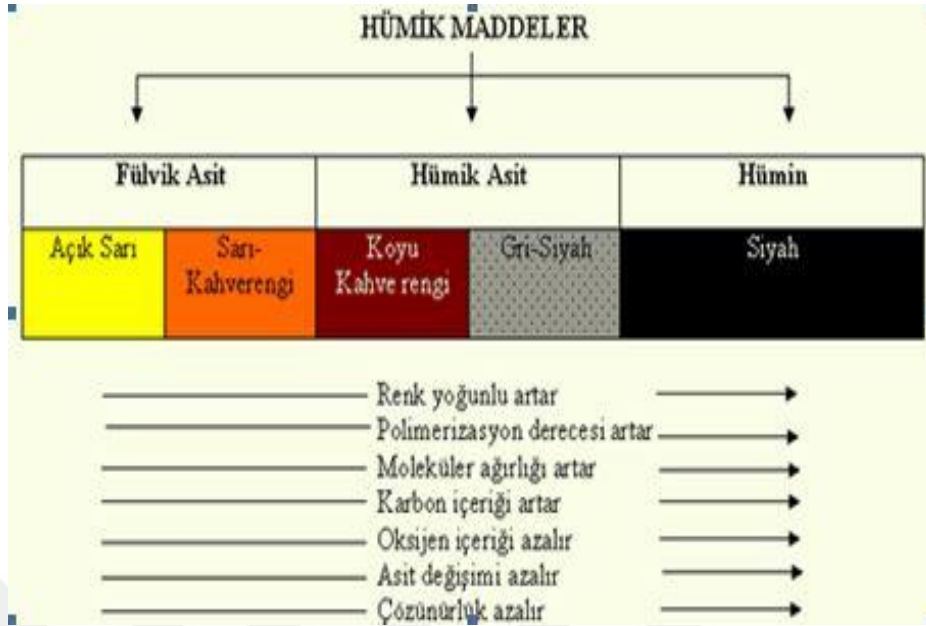 HÜMİK MADDELER
Fülvik Asit
Hümik Asit
Hümin
Açık Sarı
Sarı-
Kahverengi
Koyu
Kahve rengi
Gri-Siyah
Siyah
Renk yoğunlu artar
Polimerizasyon derecesi artar
Moleküler ağırlığı artar
Karbon içeriği artar
Oksijen içeriği azalır
Asit değişimi azalır
Çözünürlük azalır